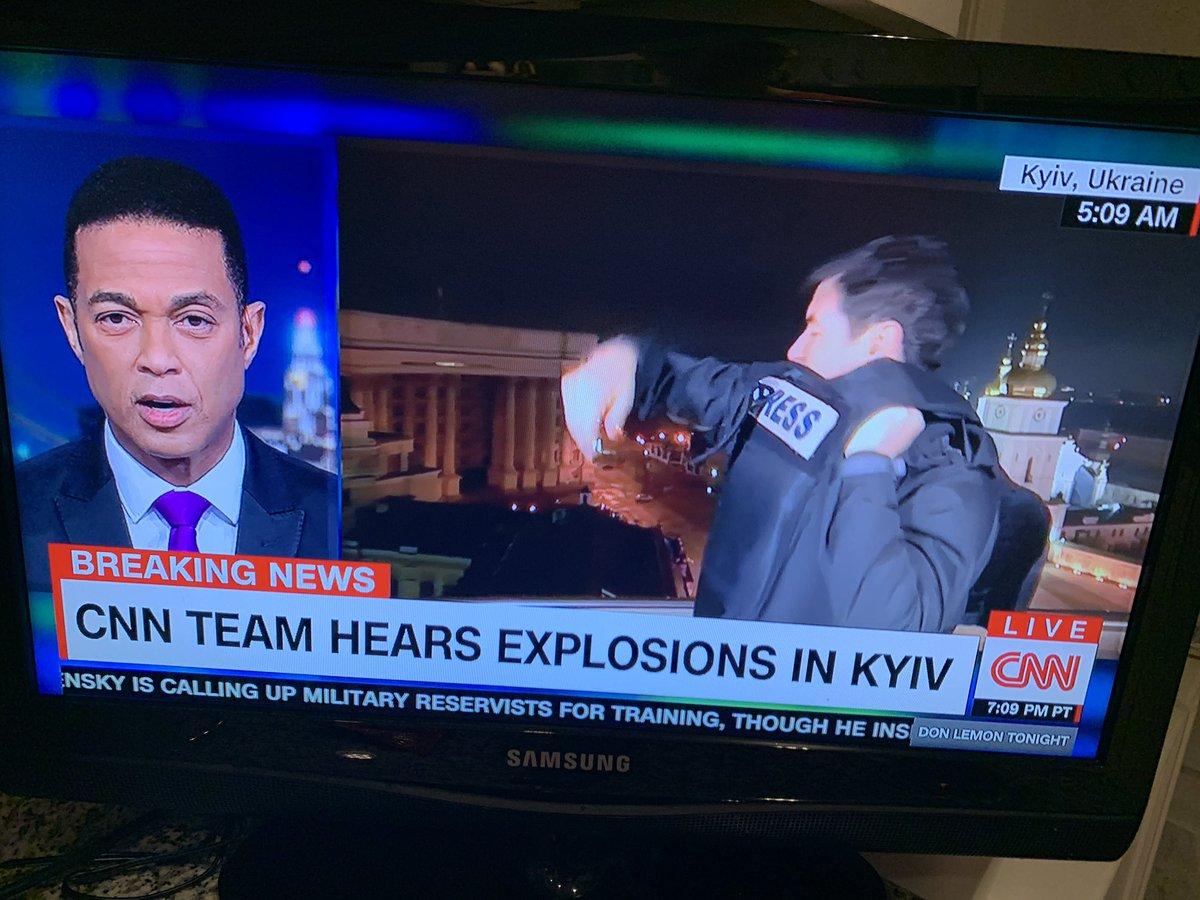 Kyiv, Ukraine
5:09 AM
PRESS
BREAKING NEWS
CNN TEAM HEARS EXPLOSIONS IN KYIV
LIVE
CNN
7:09 PM PT
ENSKY IS CALLING UP MILITARY RESERVISTS FOR TRAINING, THOUGH HE INS
DON LEMON TONIGHT
SAMSUNG